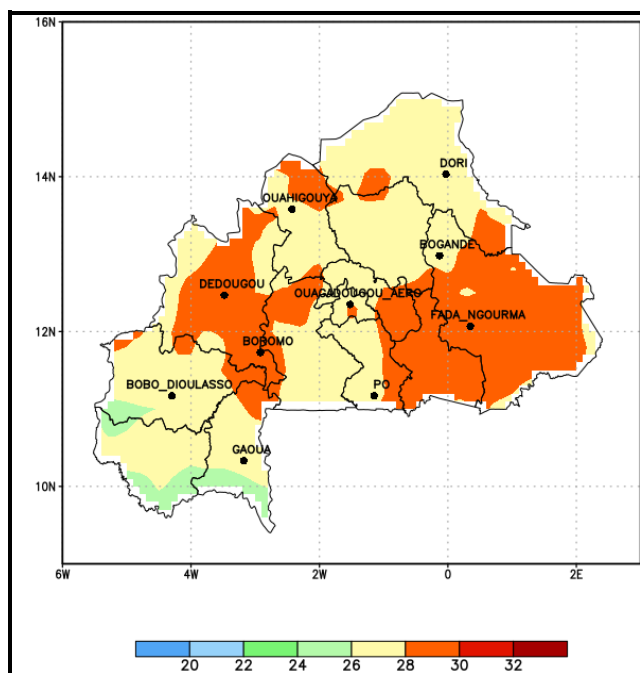 16N
DORI
14N
OUAHIGOUYA
BOGANDE
DEDOUGOU
OUAGADOUGOU_AERO
FADA_NGOURMA
12N
BOROMO
BOBO_DIOULASSO
PO
GAOUA
10N
6W 4W 2W 0 2E
20 22 24 26 28 30 32